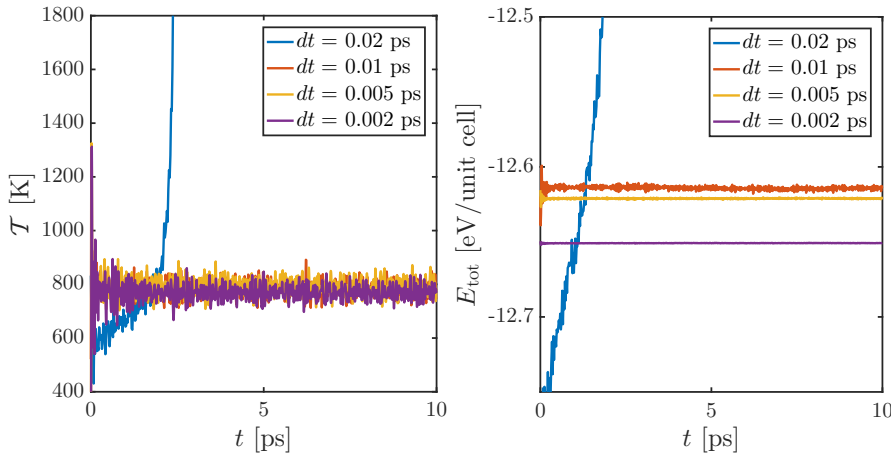 1800
1600
1400
1200
1000
800
600
400
𝒯 [K]
0
5
10
t [ps]
dt = 0.02 ps
dt = 0.01 ps
dt = 0.005 ps
dt = 0.002 ps
-12.5
-12.6
-12.7
E_tot [eV/unit cell]
0
5
10
t [ps]
dt = 0.02 ps
dt = 0.01 ps
dt = 0.005 ps
dt = 0.002 ps